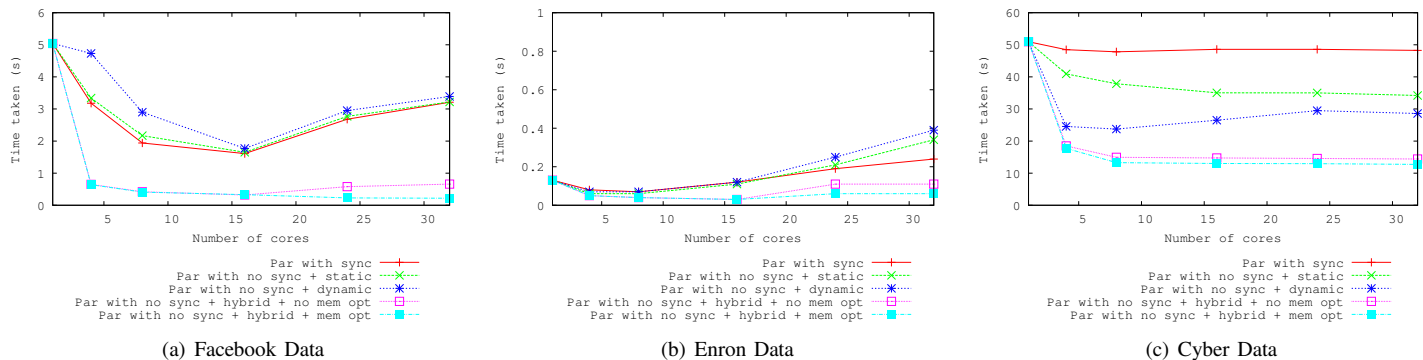 6
5
4
3
2
1
0
5 10 15 20 25 30
Time taken (s)
Number of cores
Par with sync
Par with no sync + static
Par with no sync + dynamic
Par with no sync + hybrid + no mem opt
Par with no sync + hybrid + mem opt
(a) Facebook Data
1
0.8
0.6
0.4
0.2
0
5 10 15 20 25 30
Time taken (s)
Number of cores
Par with sync
Par with no sync + static
Par with no sync + dynamic
Par with no sync + hybrid + no mem opt
Par with no sync + hybrid + mem opt
(b) Enron Data
60
50
40
30
20
10
0
5 10 15 20 25 30
Time taken (s)
Number of cores
Par with sync
Par with no sync + static
Par with no sync + dynamic
Par with no sync + hybrid + no mem opt
Par with no sync + hybrid + mem opt
(c) Cyber Data